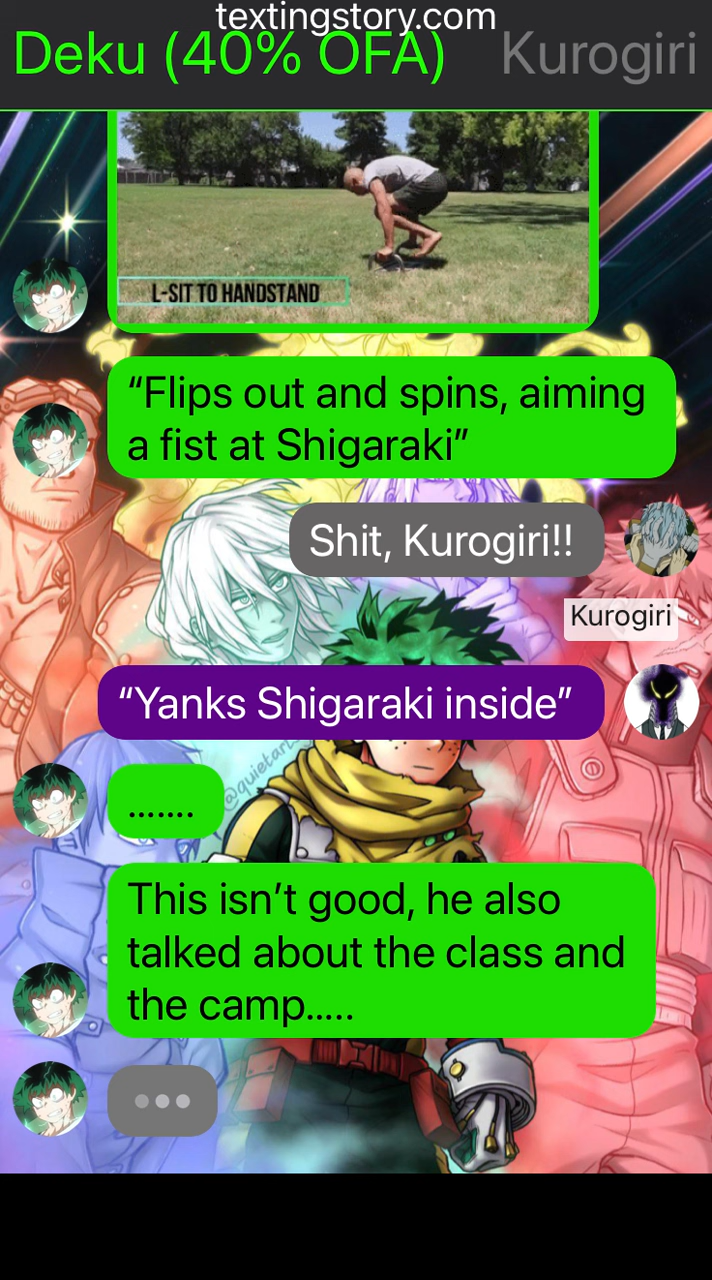 textingstory.com
Deku (40% OFA) Kurogiri
L-SIT TO HANDSTAND
“Flips out and spins, aiming
a fist at Shigaraki”
Shit, Kurogiri!!
Kurogiri
“Yanks Shigaraki inside”
.......
This isn’t good, he also
talked about the class and
the camp.....